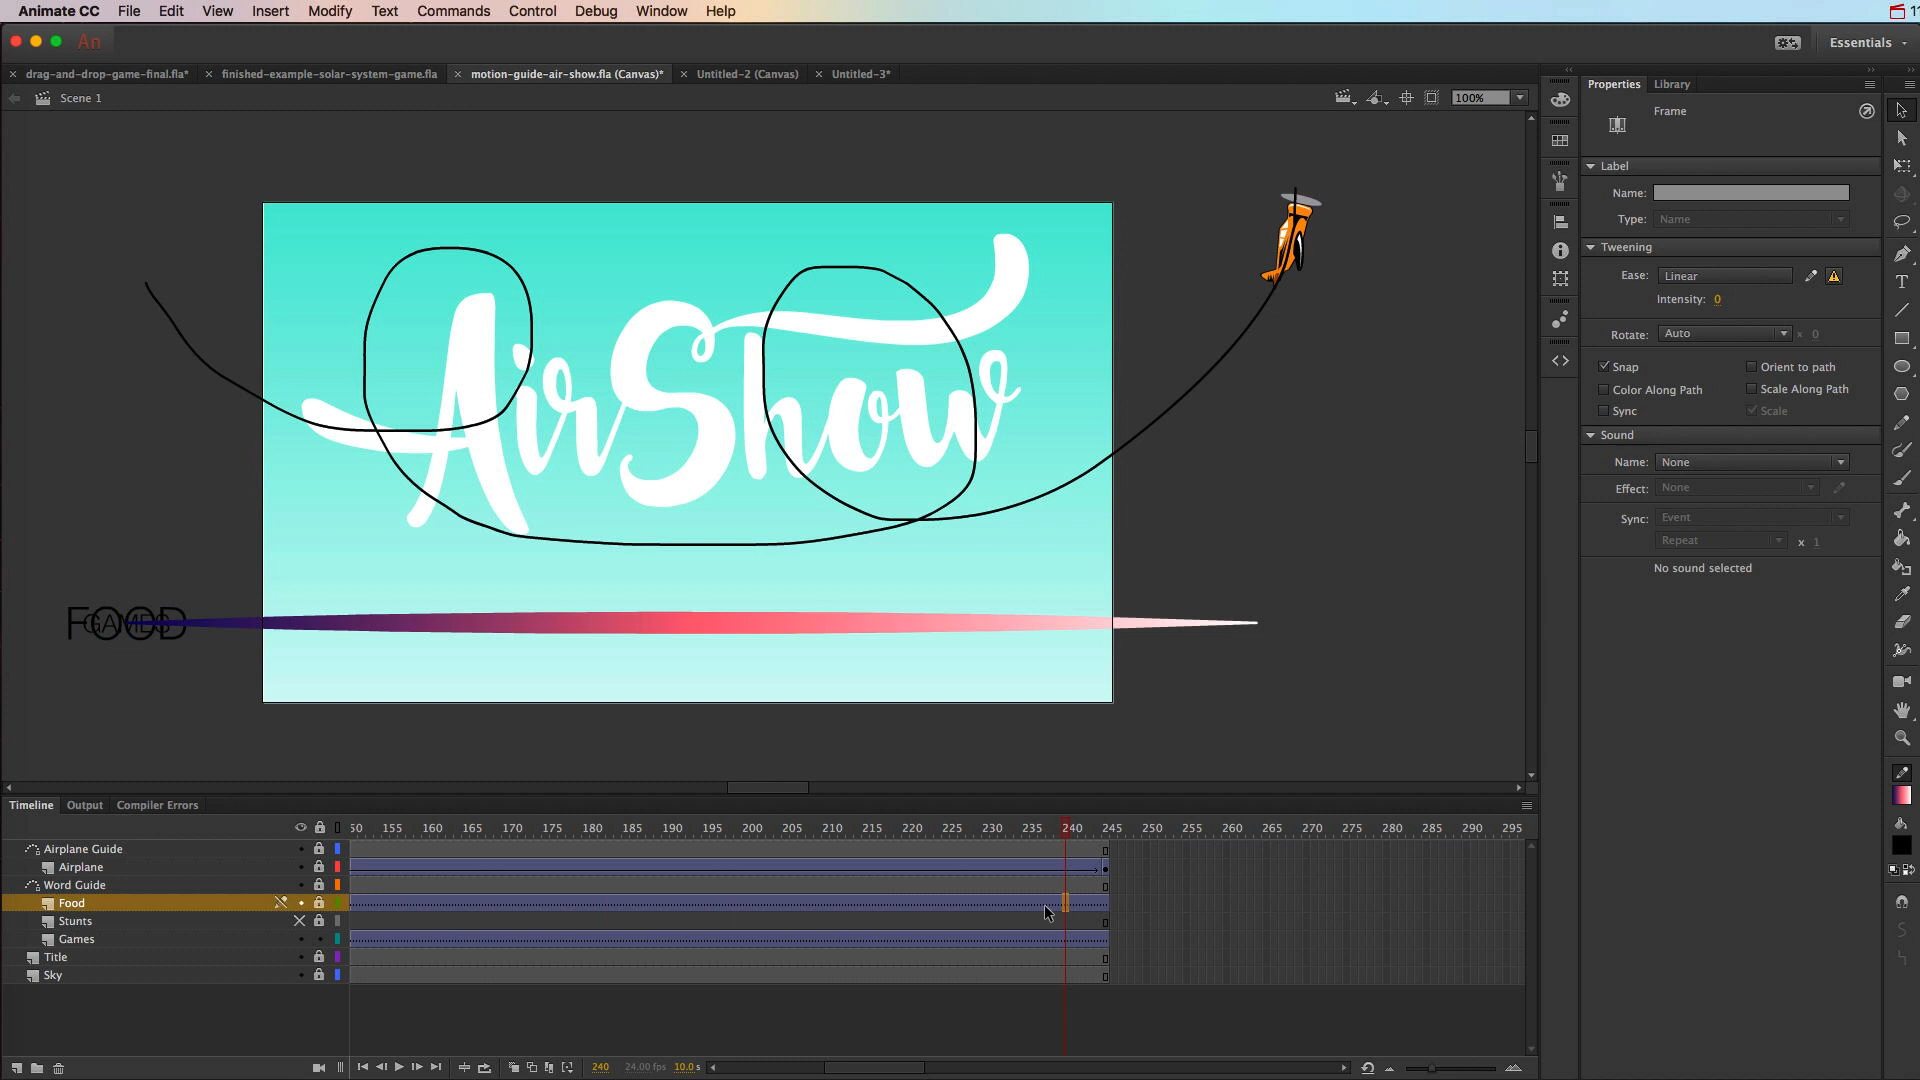 Animate CC File Edit View Insert Modify Text Commands Control Debug Window Help 11
An Essentials
drag-and-drop-game-final.fla* finished-example-solar-system-game.fla motion-guide-air-show.fla (Canvas)* Untitled-2 (Canvas) Untitled-3*
Scene 1 100%
Properties Library
Frame
Label
Name:
Type: Name
Tweening
Ease: Linear
Intensity: 0
Rotate: Auto x 0
Snap Orient to path
Color Along Path Scale Along Path
Sync Scale
Sound
Name: None
Effect: None
Sync: Event
Repeat x 1
No sound selected
AirShow
FOOD
GAMES
Timeline Output Compiler Errors
50 155 160 165 170 175 180 185 190 195 200 205 210 215 220 225 230 235 240 245 250 255 260 265 270 275 280 285 290 295
Airplane Guide
Airplane
Word Guide
Food
Stunts
Games
Title
Sky
240 24.00 fps 10.0 s